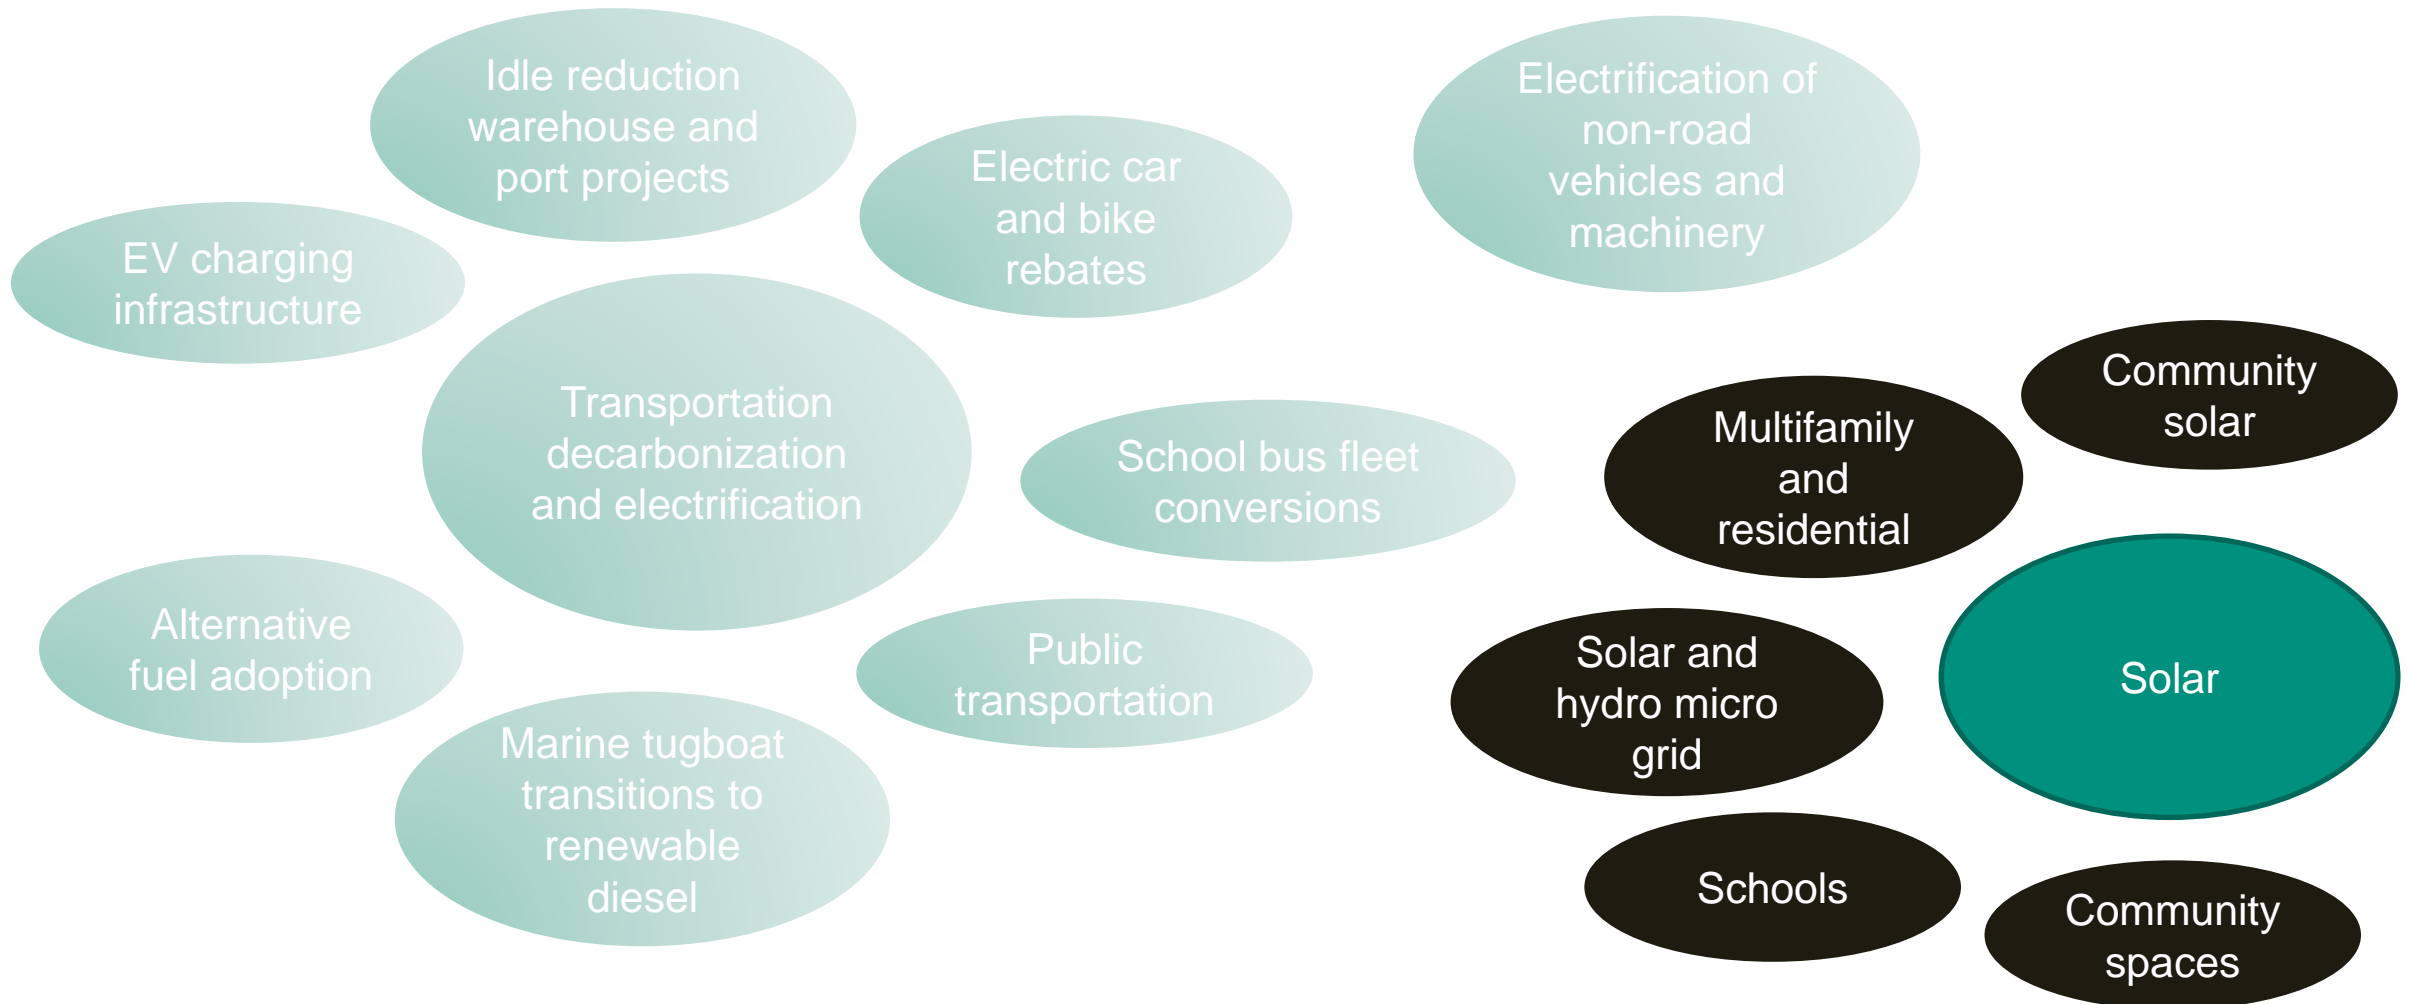 Idle reduction
warehouse and
port projects
Electrification of
non-road
vehicles and
machinery
Electric car
and bike
rebates
EV charging
infrastructure
Transportation
decarbonization
and electrification
School bus fleet
conversions
Community
solar
Multifamily
and
residential
Alternative
fuel adoption
Public
transportation
Solar and
hydro micro
grid
Solar
Marine tugboat
transitions to
renewable
diesel
Schools
Community
spaces